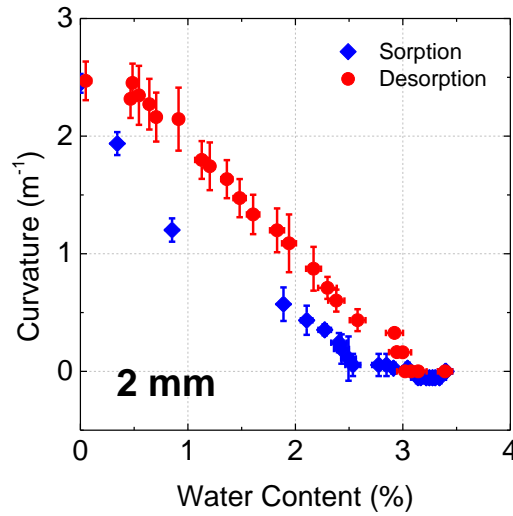 3
Sorption
Desorption
2
1
0
2 mm
0 1 2 3 4
Curvature (m⁻¹)
Water Content (%)